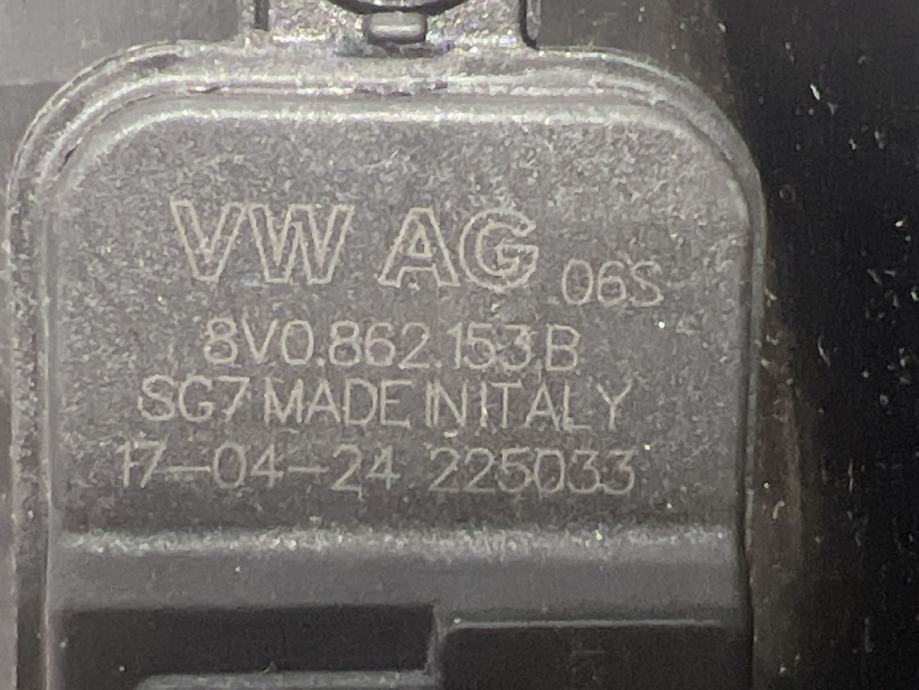 VW AG 06S
8V0.862.153.B
SG7 MADE IN ITALY
17-04-24 225033